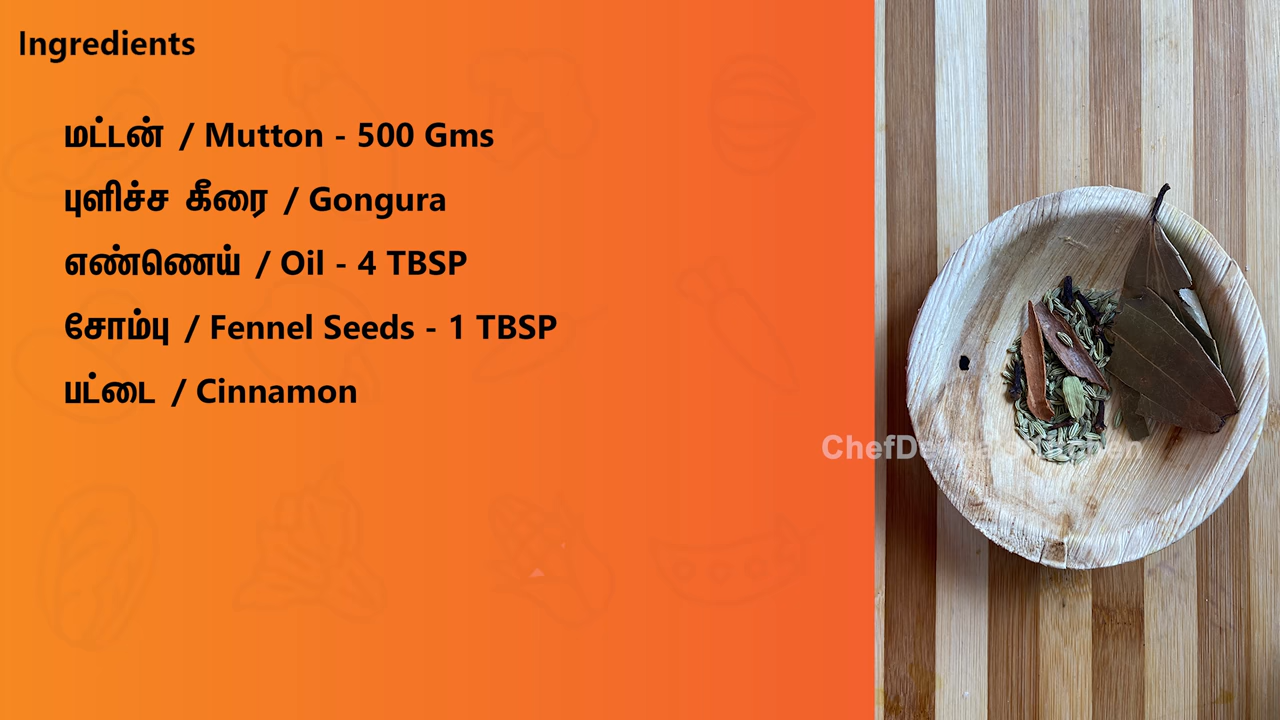 Ingredients
மட்டன் / Mutton - 500 Gms
புளிச்ச கீரை / Gongura
எண்ணெய் / Oil - 4 TBSP
சோம்பு / Fennel Seeds - 1 TBSP
பட்டை / Cinnamon